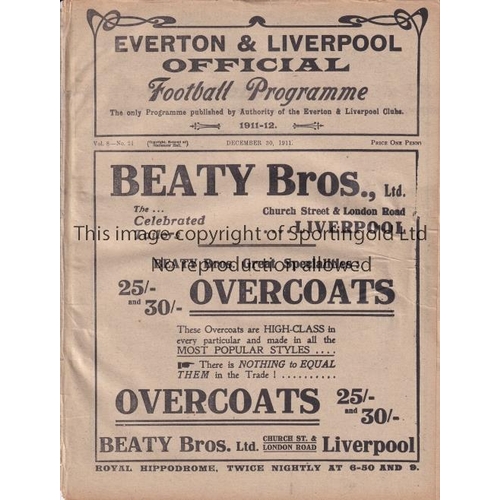 EVERTON & LIVERPOOL
OFFICIAL
Football Programme
The only Programme published by Authority of the Everton & Liverpool Clubs.
1911-12.
DECEMBER 30, 1911.
PRICE ONE PENNY
BEATY Bros., Ltd.
The ...
Celebrated
Tailors
Church Street & London Road
LIVERPOOL
This image is copyright of Sportingold Ltd
BEATY Bros. Great Specialities:
No reproduction allowed
25/- and 30/- OVERCOATS
These Overcoats are HIGH-CLASS in
every particular and made in all the
MOST POPULAR STYLES ....
☛ There is NOTHING to EQUAL
THEM in the Trade ! ..........
OVERCOATS 25/- and 30/-
BEATY Bros. Ltd. CHURCH ST. & LONDON ROAD Liverpool
ROYAL HIPPODROME, TWICE NIGHTLY AT 6-50 AND 9.